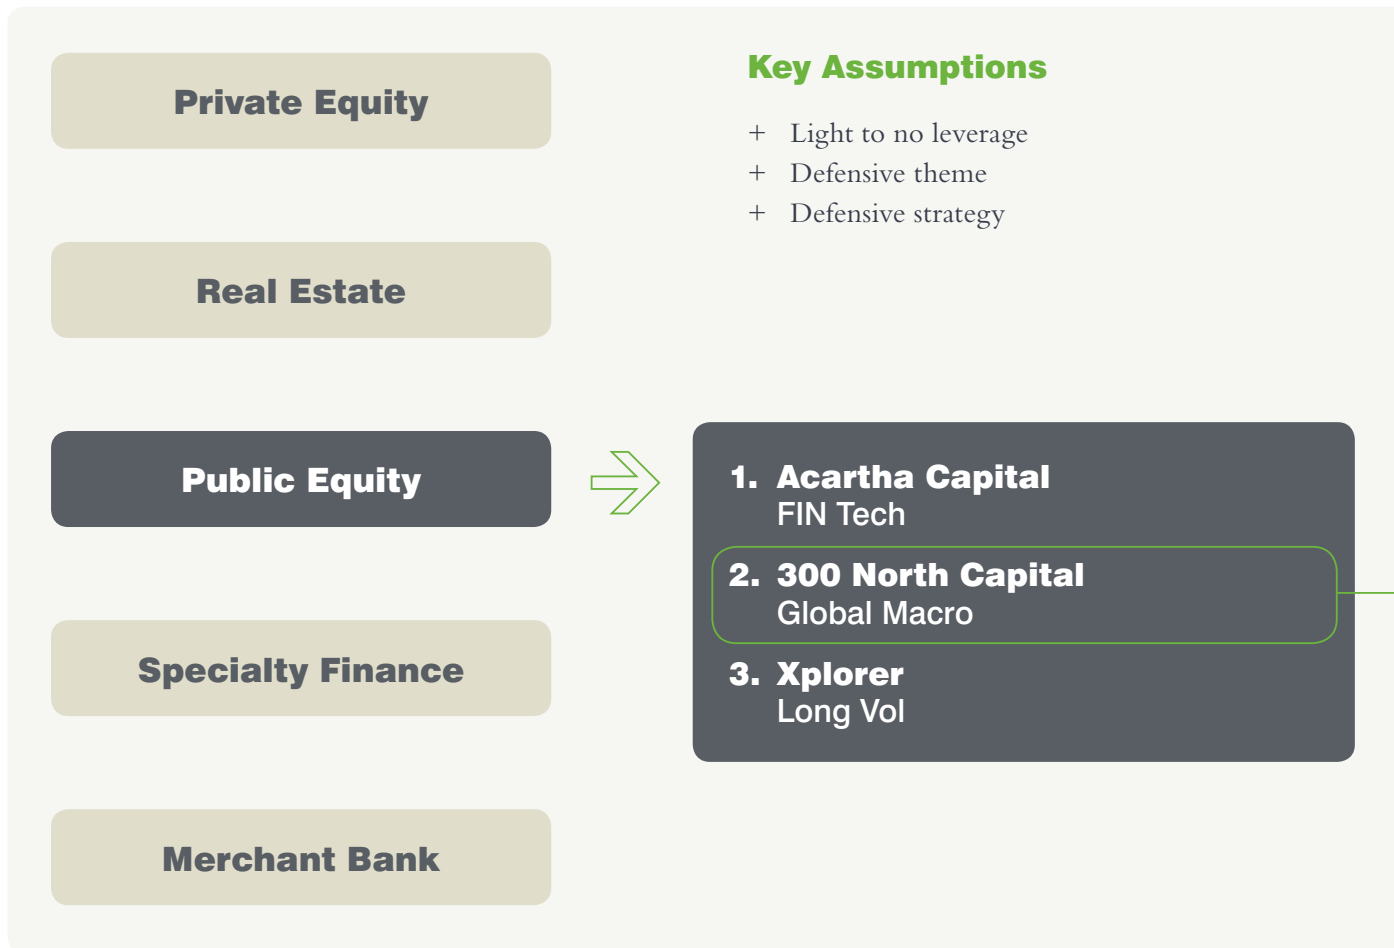 Private Equity
Real Estate
Public Equity
Specialty Finance
Merchant Bank
Key Assumptions
+ Light to no leverage
+ Defensive theme
+ Defensive strategy
1. Acartha Capital
FIN Tech
2. 300 North Capital
Global Macro
3. Xplorer
Long Vol